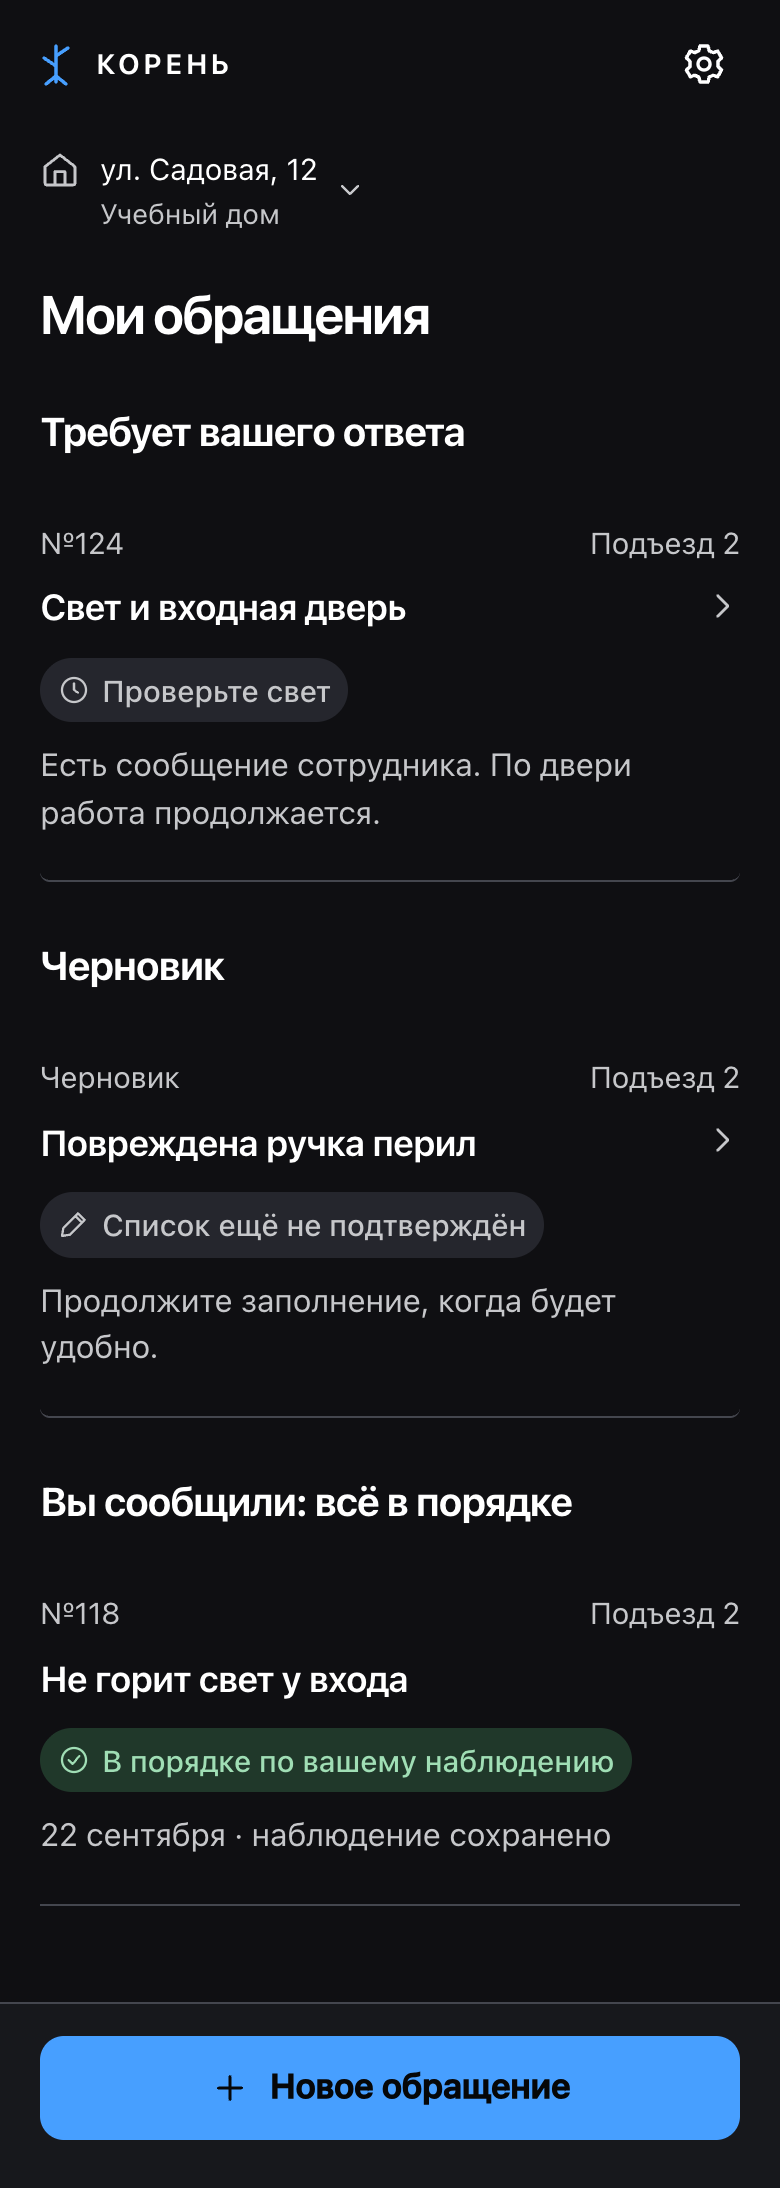 КОРЕНЬ
ул. Садовая, 12
Учебный дом
Мои обращения
Требует вашего ответа
№124 Подъезд 2
Свет и входная дверь
Проверьте свет
Есть сообщение сотрудника. По двери
работа продолжается.
Черновик
Черновик Подъезд 2
Повреждена ручка перил
Список ещё не подтверждён
Продолжите заполнение, когда будет
удобно.
Вы сообщили: всё в порядке
№118 Подъезд 2
Не горит свет у входа
В порядке по вашему наблюдению
22 сентября · наблюдение сохранено
+ Новое обращение